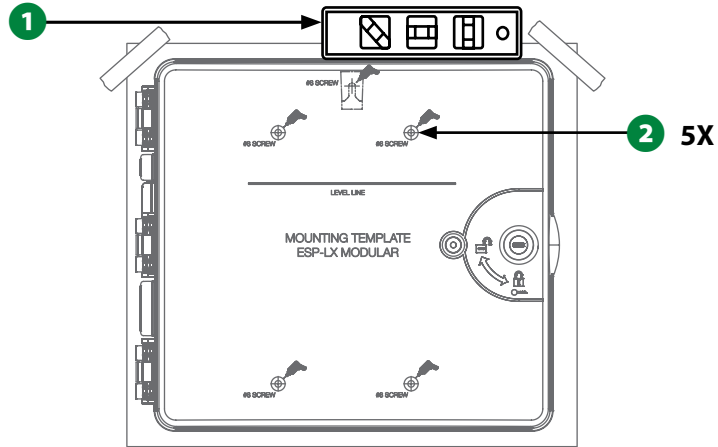 1
#8 SCREW
#8 SCREW
#8 SCREW
2 5X
LEVEL LINE
MOUNTING TEMPLATE
ESP-LX MODULAR
#8 SCREW
#8 SCREW